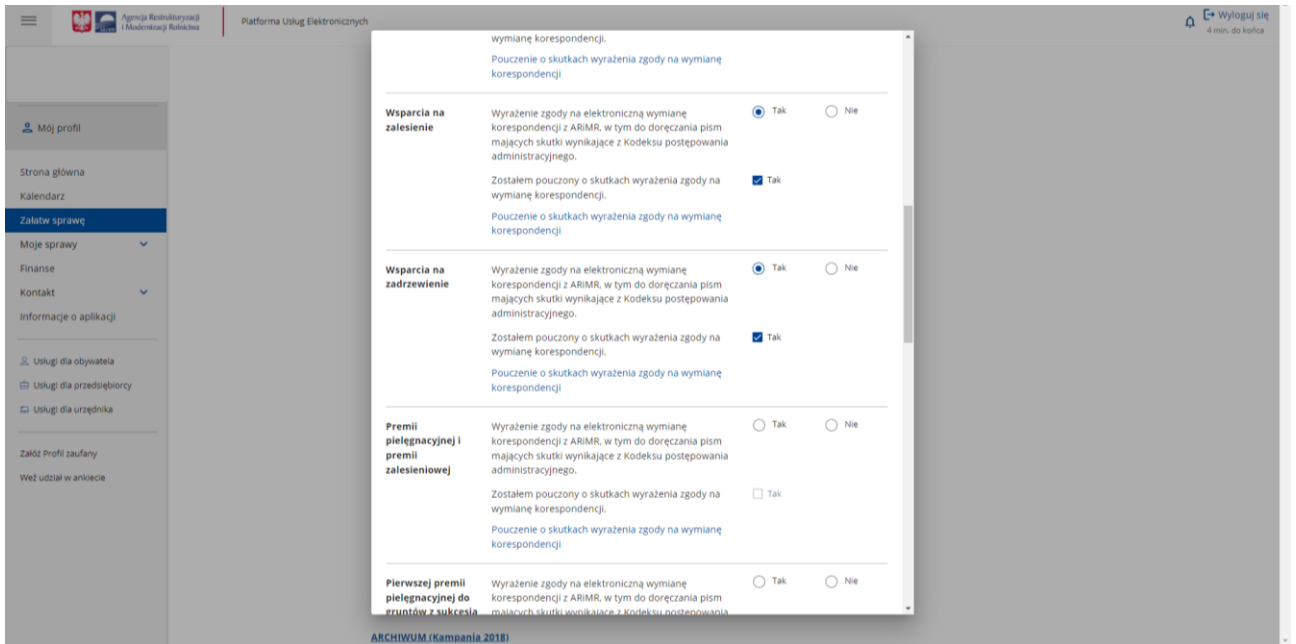 Agencja Restrukturyzacji
i Modernizacji Rolnictwa
Platforma Usług Elektronicznych
Wyloguj się
4 min. do końca
Mój profil
Strona główna
Kalendarz
Załatw sprawę
Moje sprawy
Finanse
Kontakt
Informacje o aplikacji
Usługi dla obywatela
Usługi dla przedsiębiorcy
Usługi dla urzędnika
Załóż Profil zaufany
Weź udział w ankiecie
wymianę korespondencji.
Pouczenie o skutkach wyrażenia zgody na wymianę
korespondencji
Wsparcia na
zalesienie
Wyrażenie zgody na elektroniczną wymianę
korespondencji z ARiMR, w tym do doręczania pism
mających skutki wynikające z Kodeksu postępowania
administracyjnego.
Tak
Nie
Zostałem pouczony o skutkach wyrażenia zgody na
wymianę korespondencji.
Tak
Pouczenie o skutkach wyrażenia zgody na wymianę
korespondencji
Wsparcia na
zadrzewienie
Wyrażenie zgody na elektroniczną wymianę
korespondencji z ARiMR, w tym do doręczania pism
mających skutki wynikające z Kodeksu postępowania
administracyjnego.
Tak
Nie
Zostałem pouczony o skutkach wyrażenia zgody na
wymianę korespondencji.
Tak
Pouczenie o skutkach wyrażenia zgody na wymianę
korespondencji
Premii
pielęgnacyjnej i
premii
zalesieniowej
Wyrażenie zgody na elektroniczną wymianę
korespondencji z ARiMR, w tym do doręczania pism
mających skutki wynikające z Kodeksu postępowania
administracyjnego.
Tak
Nie
Zostałem pouczony o skutkach wyrażenia zgody na
wymianę korespondencji.
Tak
Pouczenie o skutkach wyrażenia zgody na wymianę
korespondencji
Pierwszej premii
pielęgnacyjnej do
gruntów z sukcesją
Wyrażenie zgody na elektroniczną wymianę
korespondencji z ARiMR, w tym do doręczania pism
mających skutki wynikające z Kodeksu postępowania
Tak
Nie
ARCHIWUM (Kampania 2018)